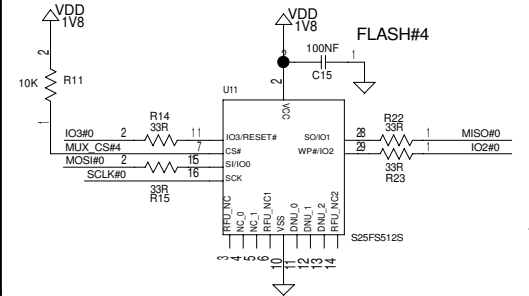 VDD
1V8
VDD
1V8
FLASH#4
100NF
2
1
C15
2
10K
R11
U11
2
VCC
1
R14
33R
R22
33R
IO3#0
2
11
IO3/RESET#
SO/IO1
28
1
MISO#0
MUX_CS#4
7
CS#
WP#/IO2
29
1
IO2#0
MOSI#0
2
15
SI/IO0
33R
R23
SCLK#0
16
SCK
33R
R15
RFU_NC
NC_0
NC_1
RFU_NC1
VSS
DNU_0
DNU_1
DNU_2
RFU_NC2
S25FS512S
3
4
5
6
10
11
12
13
14